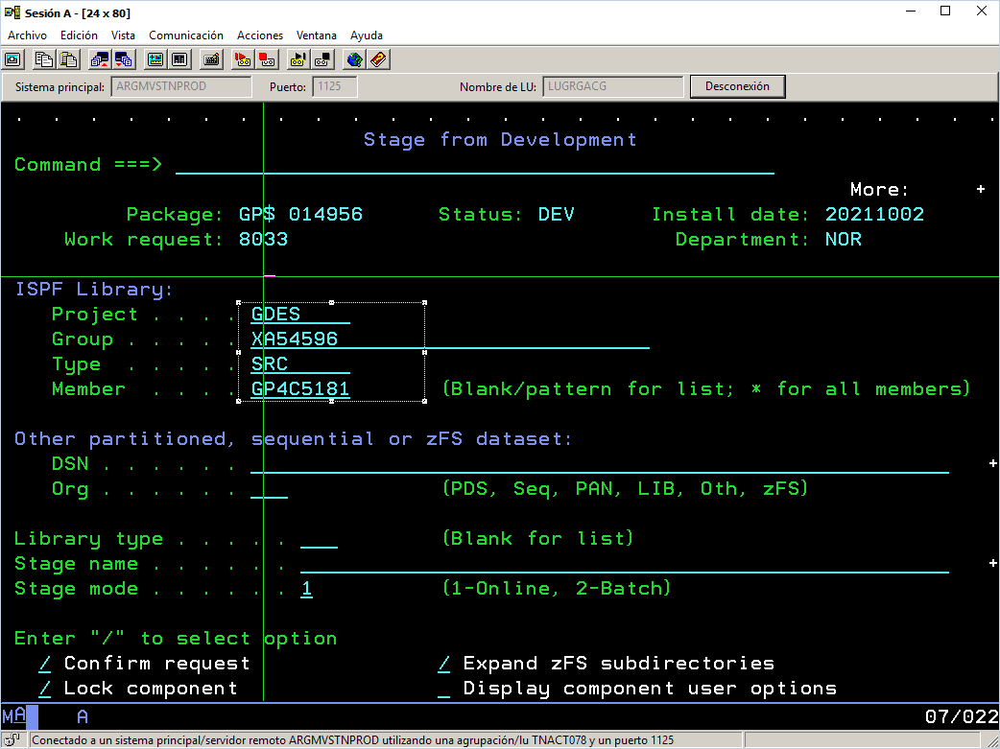 Sesión A - [24 x 80]
Archivo Edición Vista Comunicación Acciones Ventana Ayuda
Sistema principal: ARGMVSTNPROD Puerto: 1125 Nombre de LU: LUGRGACG Desconexión
. . . . . . . . . . . . . . . . . . . . . . . . . . .
Stage from Development
Command ===>
More: +
Package: GP$ 014956 Status: DEV Install date: 20211002
Work request: 8033 Department: NOR
ISPF Library:
Project . . . . GDES
Group . . . . . XA54596
Type . . . . . SRC
Member . . . . GP4C5181 (Blank/pattern for list; * for all members)
Other partitioned, sequential or zFS dataset:
DSN . . . . . . +
Org . . . . . . (PDS, Seq, PAN, LIB, Oth, zFS)
Library type . . . . . (Blank for list)
Stage name . . . . . . +
Stage mode . . . . . . 1 (1-Online, 2-Batch)
Enter "/" to select option
/ Confirm request / Expand zFS subdirectories
/ Lock component _ Display component user options
MA A 07/022
Conectado a un sistema principal/servidor remoto ARGMVSTNPROD utilizando una agrupación/lu TNACT078 y un puerto 1125